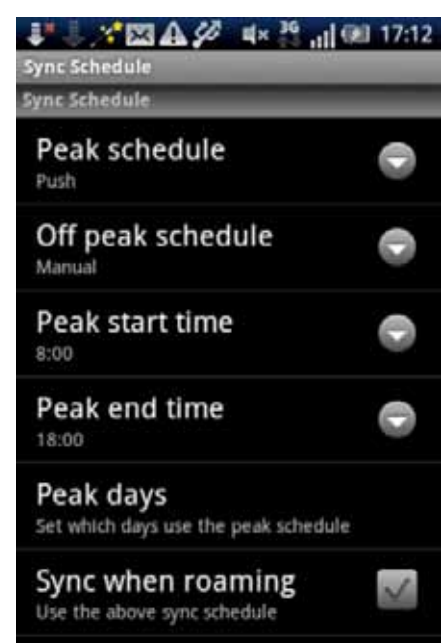 3G 17:12
Sync Schedule
Sync Schedule
Peak schedule
Push
Off peak schedule
Manual
Peak start time
8:00
Peak end time
18:00
Peak days
Set which days use the peak schedule
Sync when roaming
Use the above sync schedule